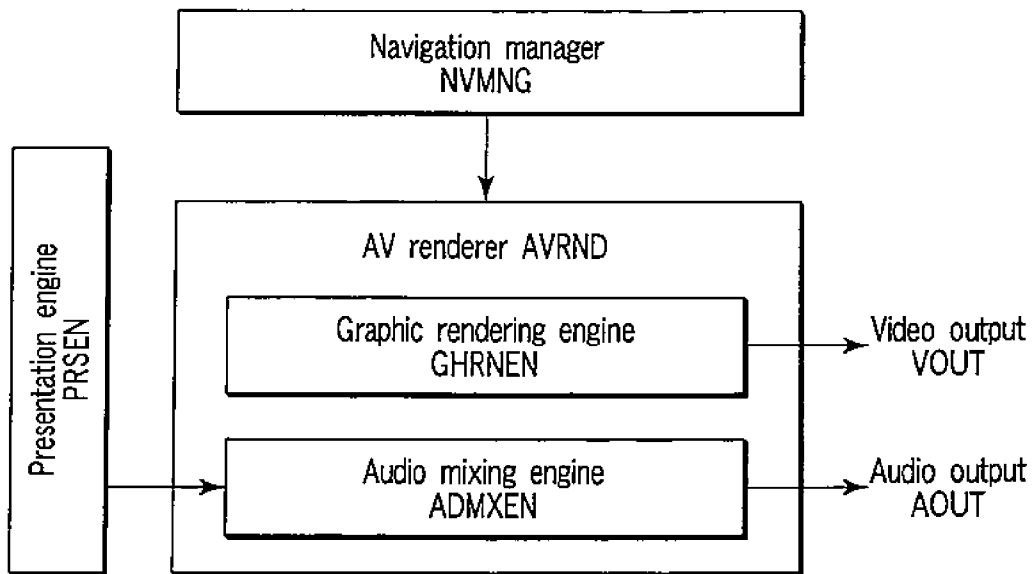 Navigation manager
NVMNG
Presentation engine
PRSEN
AV renderer AVRND
Graphic rendering engine
GHRNEN
Video output
VOUT
Audio mixing engine
ADMXEN
Audio output
AOUT